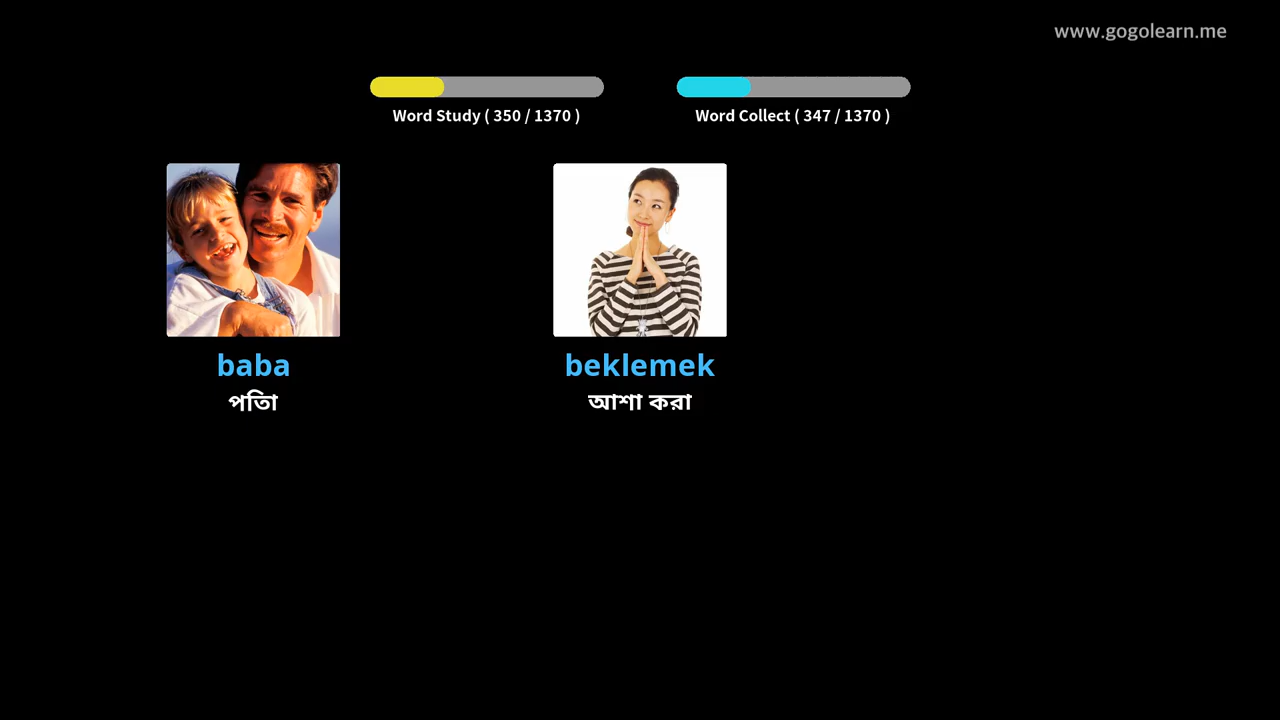 www.gogolearn.me
Word Study ( 350 / 1370 )
Word Collect ( 347 / 1370 )
baba
পিতা
beklemek
আশা করা